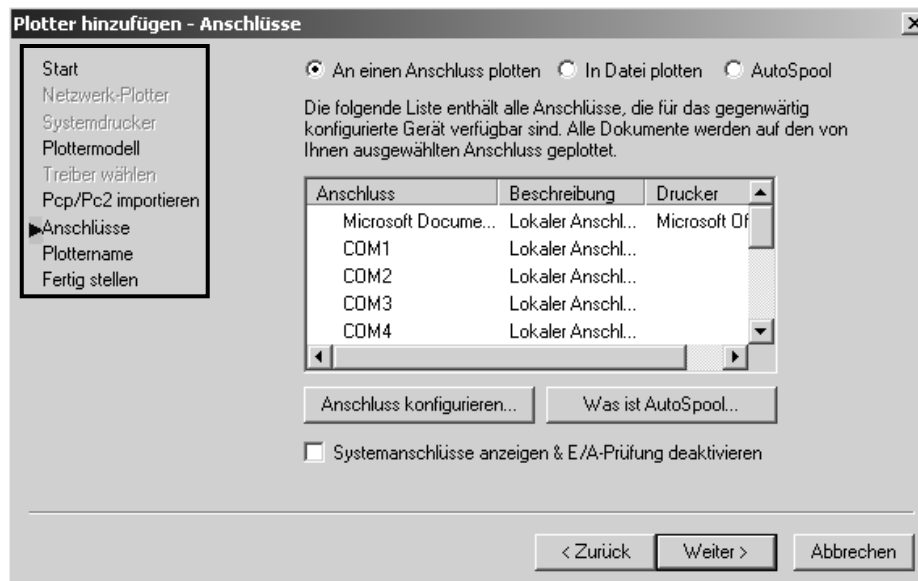 Plotter hinzufügen - Anschlüsse
Start
Netzwerk-Plotter
Systemdrucker
Plottermodell
Treiber wählen
Pcp/Pc2 importieren
Anschlüsse
Plottername
Fertig stellen
An einen Anschluss plotten In Datei plotten AutoSpool
Die folgende Liste enthält alle Anschlüsse, die für das gegenwärtig
konfigurierte Gerät verfügbar sind. Alle Dokumente werden auf den von
Ihnen ausgewählten Anschluss geplottet.
Anschluss Beschreibung Drucker
Microsoft Docume... Lokaler Anschl... Microsoft Of
COM1 Lokaler Anschl...
COM2 Lokaler Anschl...
COM3 Lokaler Anschl...
COM4 Lokaler Anschl...
Anschluss konfigurieren... Was ist AutoSpool...
Systemanschlüsse anzeigen & E/A-Prüfung deaktivieren
< Zurück Weiter > Abbrechen